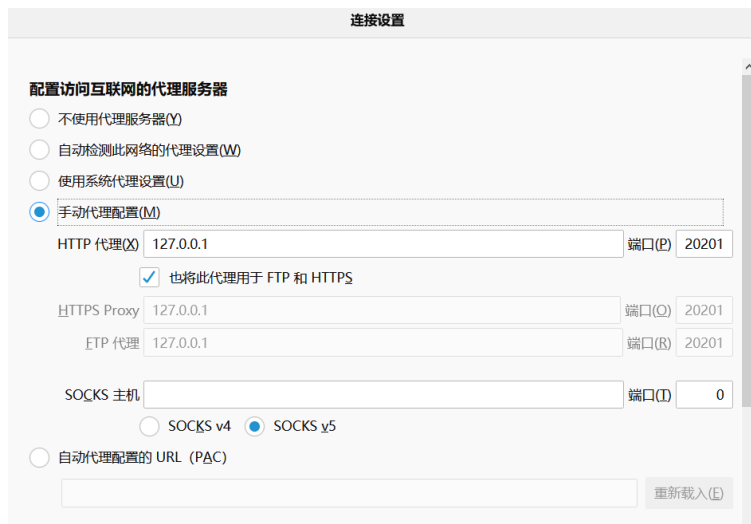 连接设置
配置访问互联网的代理服务器
不使用代理服务器(Y)
自动检测此网络的代理设置(W)
使用系统代理设置(U)
手动代理配置(M)
HTTP 代理(X) 127.0.0.1 端口(P) 20201
也将此代理用于 FTP 和 HTTPS
HTTPS Proxy 127.0.0.1 端口(O) 20201
FTP 代理 127.0.0.1 端口(R) 20201
SOCKS 主机 端口(T) 0
SOCKS v4 SOCKS v5
自动代理配置的 URL（PAC）
重新载入(E)